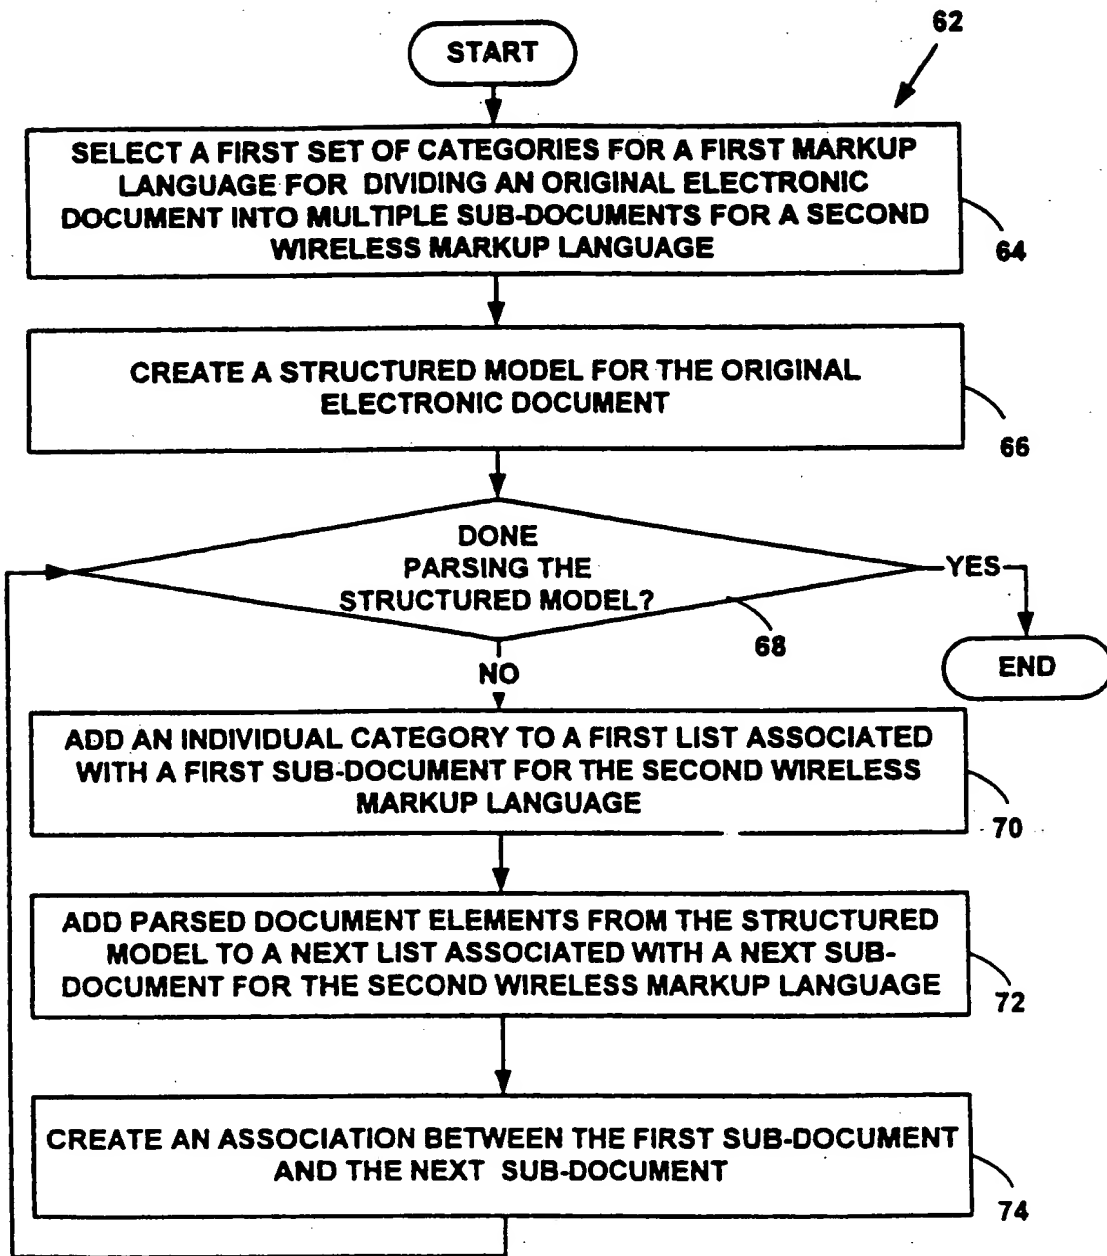 62
START
SELECT A FIRST SET OF CATEGORIES FOR A FIRST MARKUP
LANGUAGE FOR DIVIDING AN ORIGINAL ELECTRONIC
DOCUMENT INTO MULTIPLE SUB-DOCUMENTS FOR A SECOND
WIRELESS MARKUP LANGUAGE
64
CREATE A STRUCTURED MODEL FOR THE ORIGINAL
ELECTRONIC DOCUMENT
66
DONE
PARSING THE
STRUCTURED MODEL?
YES
68
END
NO
ADD AN INDIVIDUAL CATEGORY TO A FIRST LIST ASSOCIATED
WITH A FIRST SUB-DOCUMENT FOR THE SECOND WIRELESS
MARKUP LANGUAGE
70
ADD PARSED DOCUMENT ELEMENTS FROM THE STRUCTURED
MODEL TO A NEXT LIST ASSOCIATED WITH A NEXT SUB-
DOCUMENT FOR THE SECOND WIRELESS MARKUP LANGUAGE
72
CREATE AN ASSOCIATION BETWEEN THE FIRST SUB-DOCUMENT
AND THE NEXT SUB-DOCUMENT
74